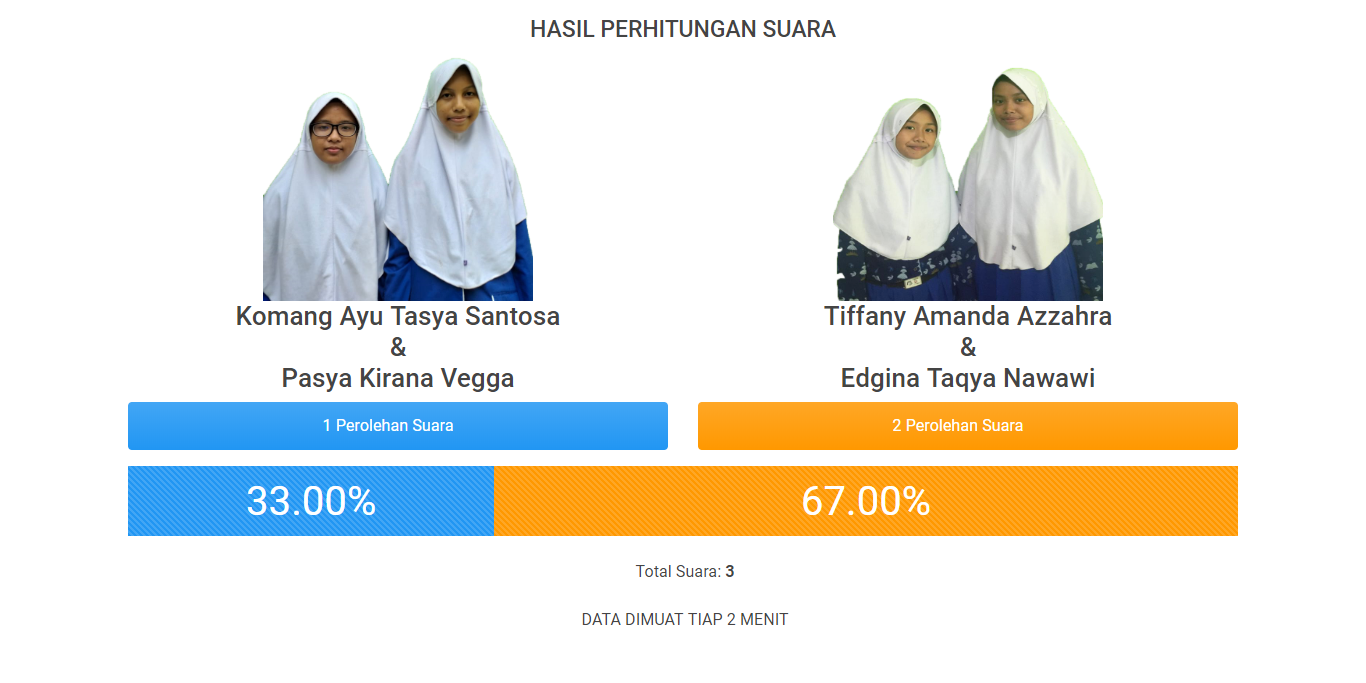 HASIL PERHITUNGAN SUARA
Komang Ayu Tasya Santosa
&
Pasya Kirana Vegga
1 Perolehan Suara
Tiffany Amanda Azzahra
&
Edgina Taqya Nawawi
2 Perolehan Suara
33.00%
67.00%
Total Suara: 3
DATA DIMUAT TIAP 2 MENIT